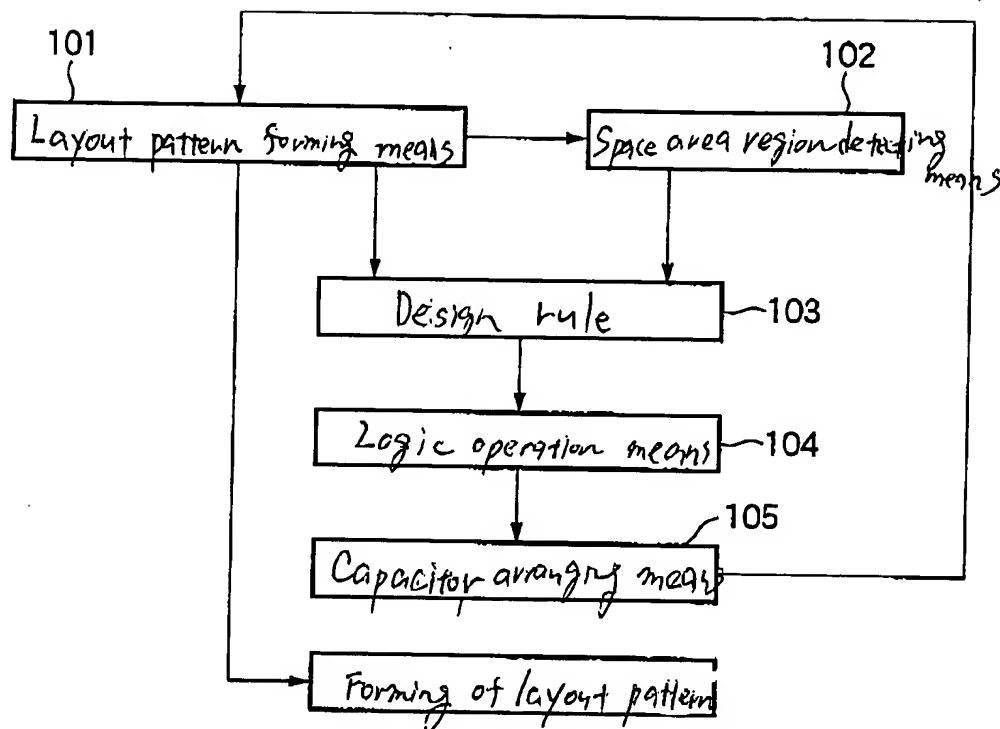 101
102
Layout pattern forming means
Space area region detecting
means
Design rule
103
Logic operation means
104
105
Capacitor arranging means
Forming of layout pattern